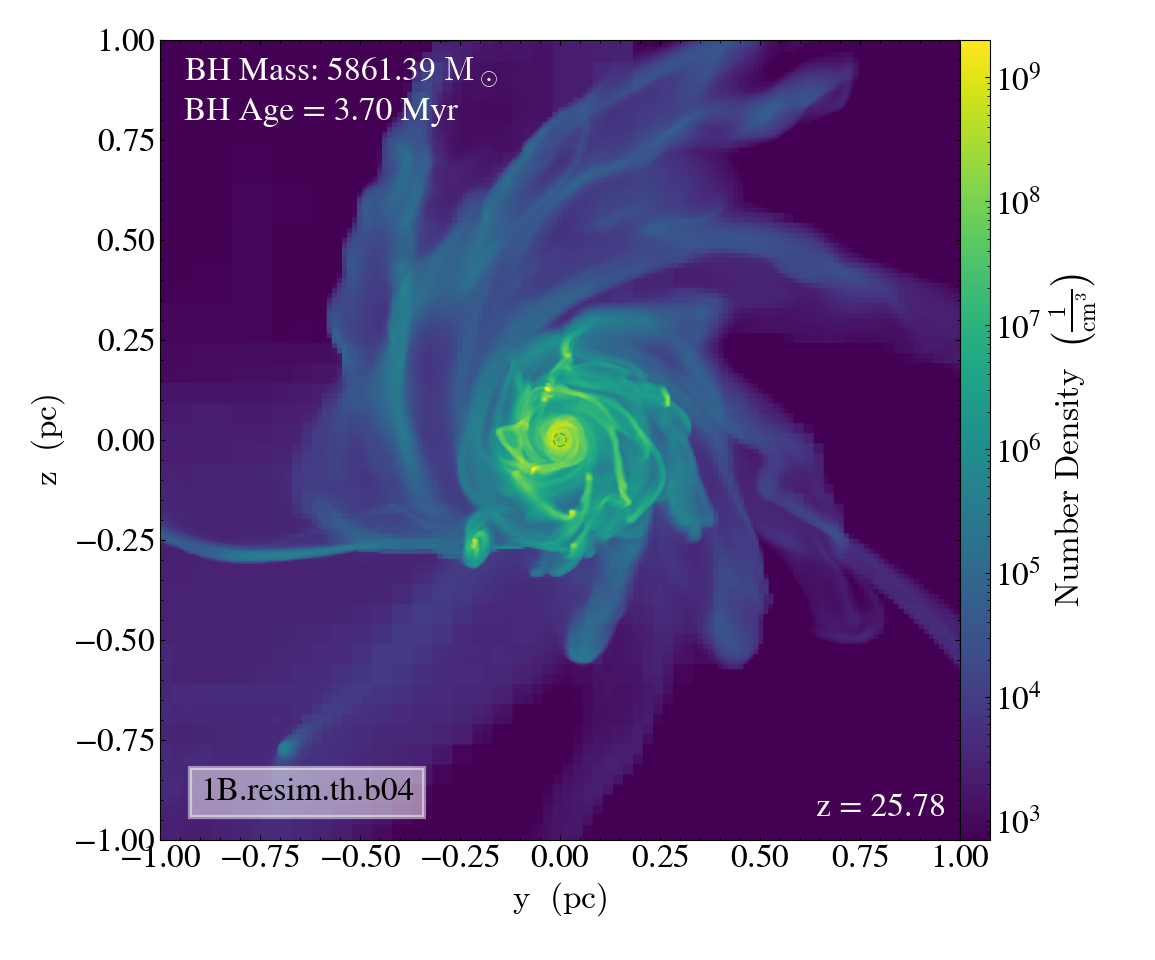 BH Mass: 5861.39 M⊙
BH Age = 3.70 Myr
1.00
0.75
0.50
0.25
0.00
−0.25
−0.50
−0.75
−1.00
z (pc)
1B.resim.th.b04
z = 25.78
−1.00 −0.75 −0.50 −0.25 0.00 0.25 0.50 0.75 1.00
y (pc)
10⁹
10⁸
10⁷
10⁶
10⁵
10⁴
10³
Number Density (1/cm³)